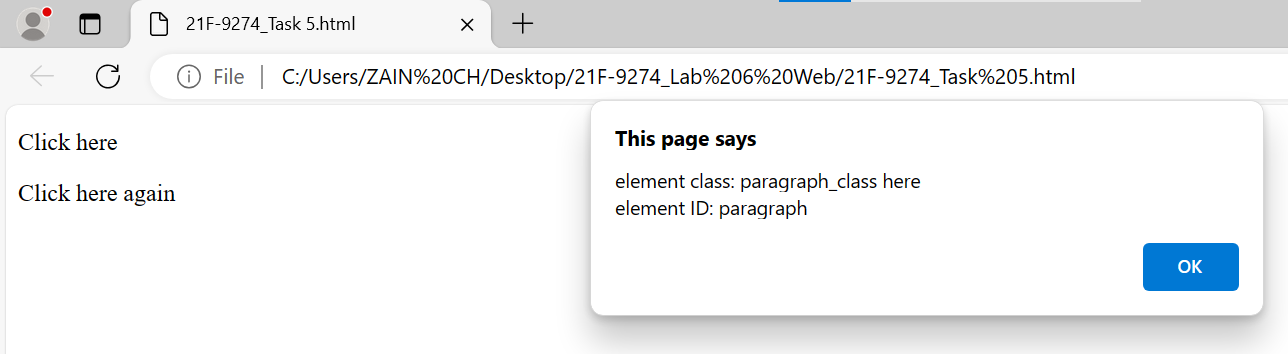 21F-9274_Task 5.html
File
C:/Users/ZAIN%20CH/Desktop/21F-9274_Lab%206%20Web/21F-9274_Task%205.html
Click here
Click here again
This page says
element class: paragraph_class here
element ID: paragraph
OK